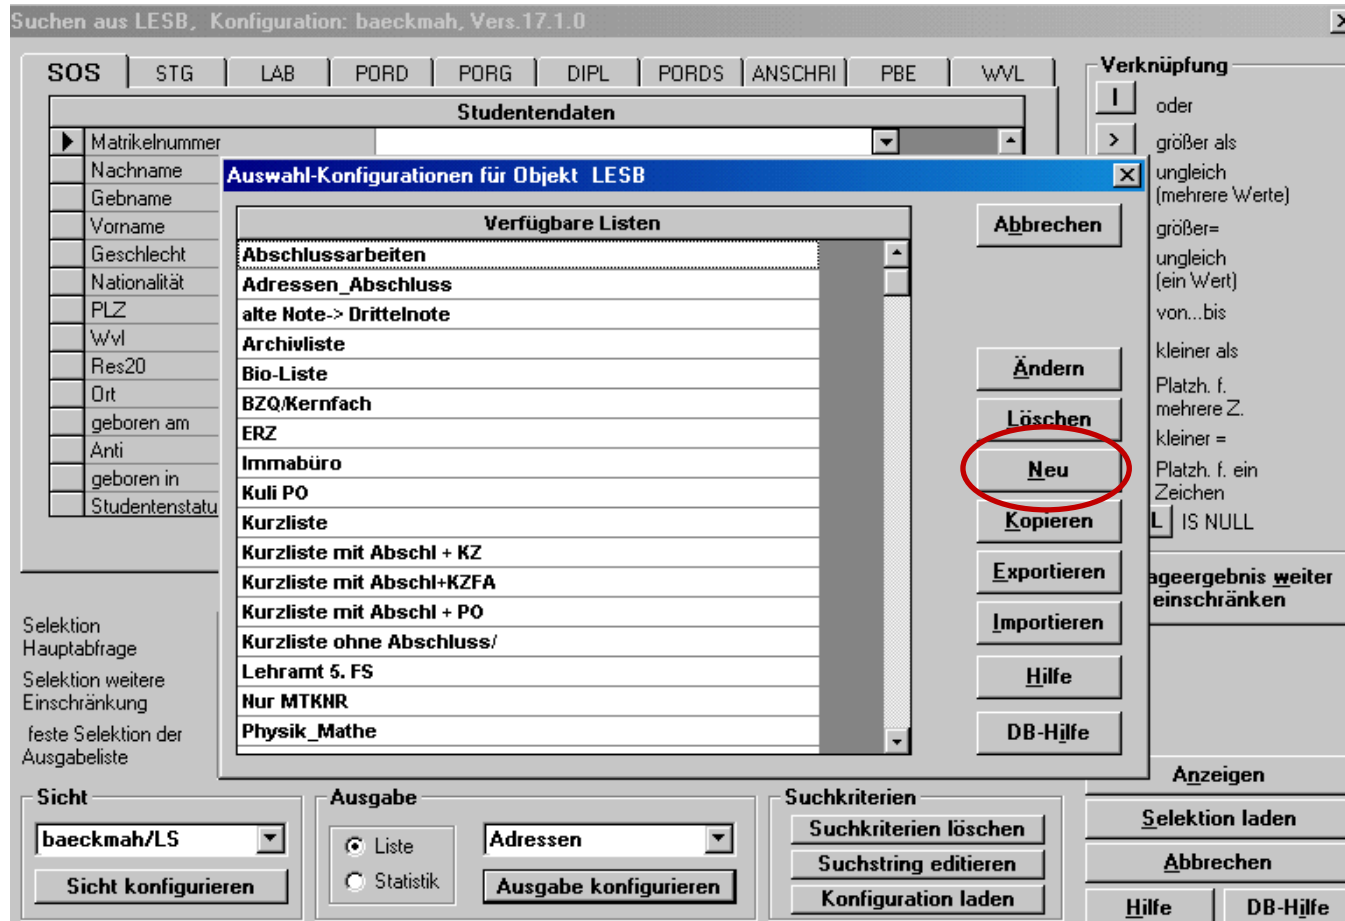 Suchen aus LESB, Konfiguration: baeckmah, Vers.17.1.0
SOS STG LAB PORD PORG DIPL PORDS ANSCHRI PBE WVL
Studentendaten
Matrikelnummer
Nachname
Gebname
Vorname
Geschlecht
Nationalität
PLZ
Wvl
Res20
Ort
geboren am
Anti
geboren in
Studentenstatu
Verknüpfung
| oder
> größer als
ungleich
(mehrere Werte)
größer=
ungleich
(ein Wert)
von...bis
kleiner als
Platzh. f.
mehrere Z.
kleiner =
Platzh. f. ein
Zeichen
L IS NULL
Auswahl-Konfigurationen für Objekt LESB
Verfügbare Listen
Abschlussarbeiten
Adressen_Abschluss
alte Note-> Drittelnote
Archivliste
Bio-Liste
BZQ/Kernfach
ERZ
Immabüro
Kuli PO
Kurzliste
Kurzliste mit Abschl + KZ
Kurzliste mit Abschl+KZFA
Kurzliste mit Abschl + PO
Kurzliste ohne Abschluss/
Lehramt 5. FS
Nur MTKNR
Physik_Mathe
Abbrechen
Ändern
Löschen
Neu
Kopieren
Exportieren
Importieren
Hilfe
DB-Hilfe
ageergebnis weiter
einschränken
Selektion
Hauptabfrage
Selektion weitere
Einschränkung
feste Selektion der
Ausgabeliste
Sicht
baeckmah/LS
Sicht konfigurieren
Ausgabe
Liste
Statistik
Adressen
Ausgabe konfigurieren
Suchkriterien
Suchkriterien löschen
Suchstring editieren
Konfiguration laden
Anzeigen
Selektion laden
Abbrechen
Hilfe DB-Hilfe